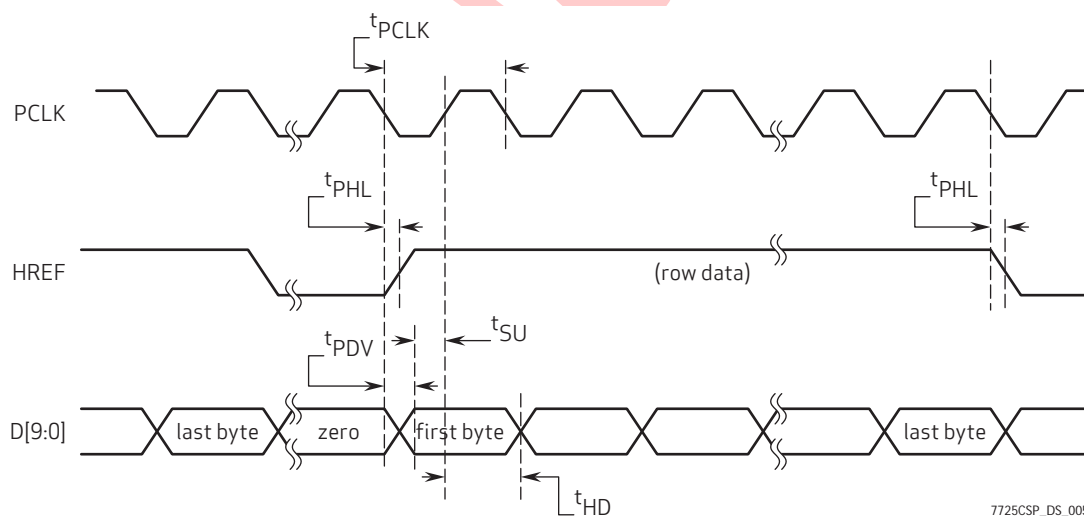 tPCLK
PCLK
tPHL
tPHL
HREF
(row data)
tSU
tPDV
D[9:0]
last byte
zero
first byte
last byte
tHD
7725CSP_DS_005